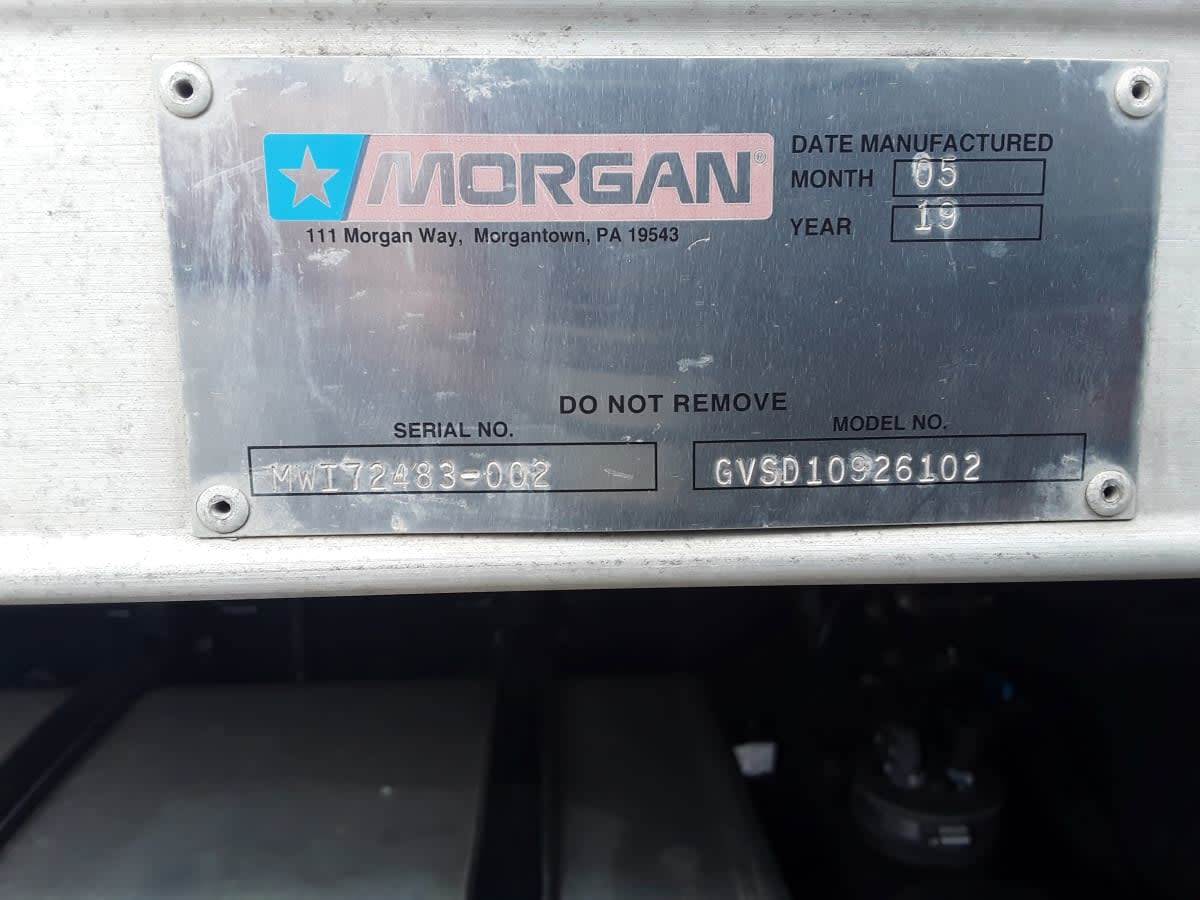 MORGAN®
111 Morgan Way, Morgantown, PA 19543
DATE MANUFACTURED
MONTH 05
YEAR 19
DO NOT REMOVE
SERIAL NO.
MWI72483-002
MODEL NO.
GVSD10926102